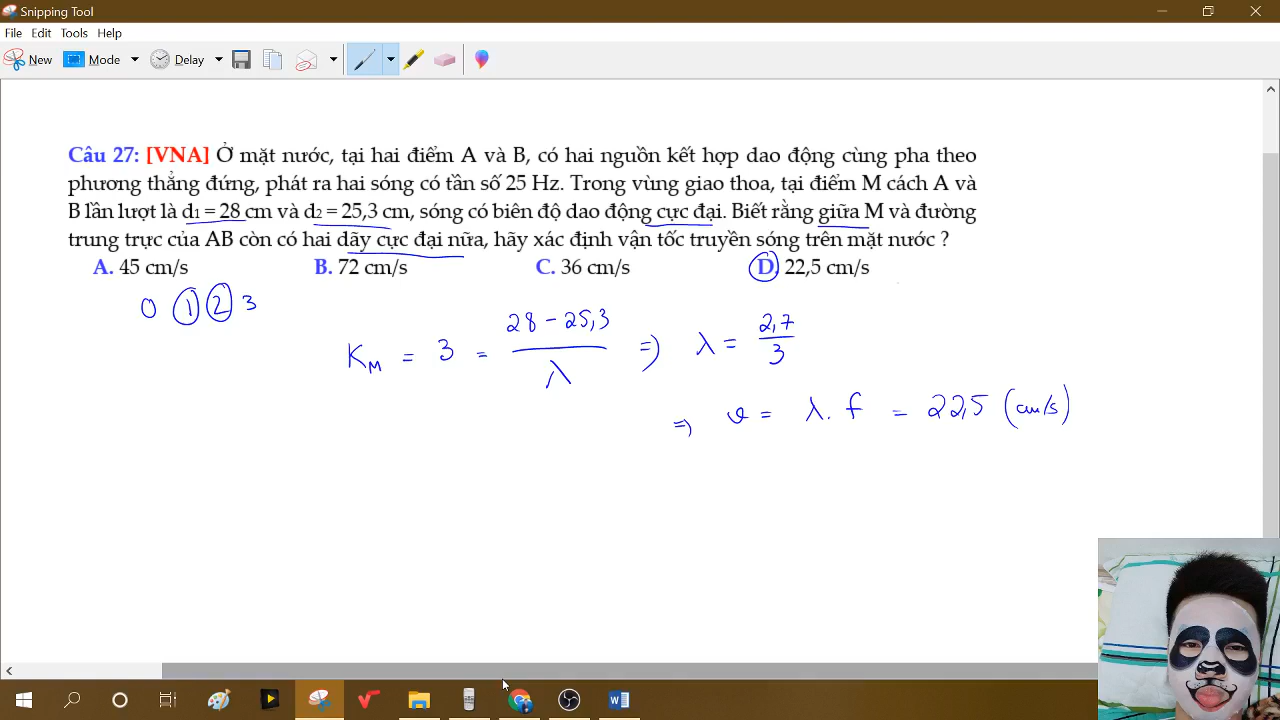 Snipping Tool
File Edit Tools Help
New Mode Delay
Câu 27: [VNA] Ở mặt nước, tại hai điểm A và B, có hai nguồn kết hợp dao động cùng pha theo
phương thẳng đứng, phát ra hai sóng có tần số 25 Hz. Trong vùng giao thoa, tại điểm M cách A và
B lần lượt là d1 = 28 cm và d2 = 25,3 cm, sóng có biên độ dao động cực đại. Biết rằng giữa M và đường
trung trực của AB còn có hai dãy cực đại nữa, hãy xác định vận tốc truyền sóng trên mặt nước ?
A. 45 cm/s B. 72 cm/s C. 36 cm/s D. 22,5 cm/s
0 1 2 3
K_M = 3 = (28 - 25,3)/λ => λ = 2,7/3
=> v = λ. f = 22,5 (cm/s)